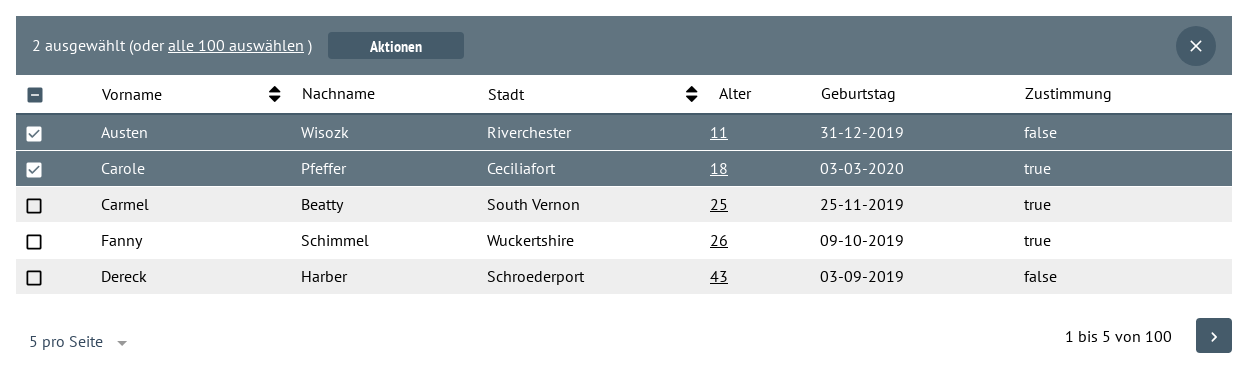 2 ausgewählt (oder alle 100 auswählen ) Aktionen
Vorname Nachname Stadt Alter Geburtstag Zustimmung
Austen Wisozk Riverchester 11 31-12-2019 false
Carole Pfeffer Ceciliafort 18 03-03-2020 true
Carmel Beatty South Vernon 25 25-11-2019 true
Fanny Schimmel Wuckertshire 26 09-10-2019 true
Dereck Harber Schroederport 43 03-09-2019 false
5 pro Seite 1 bis 5 von 100